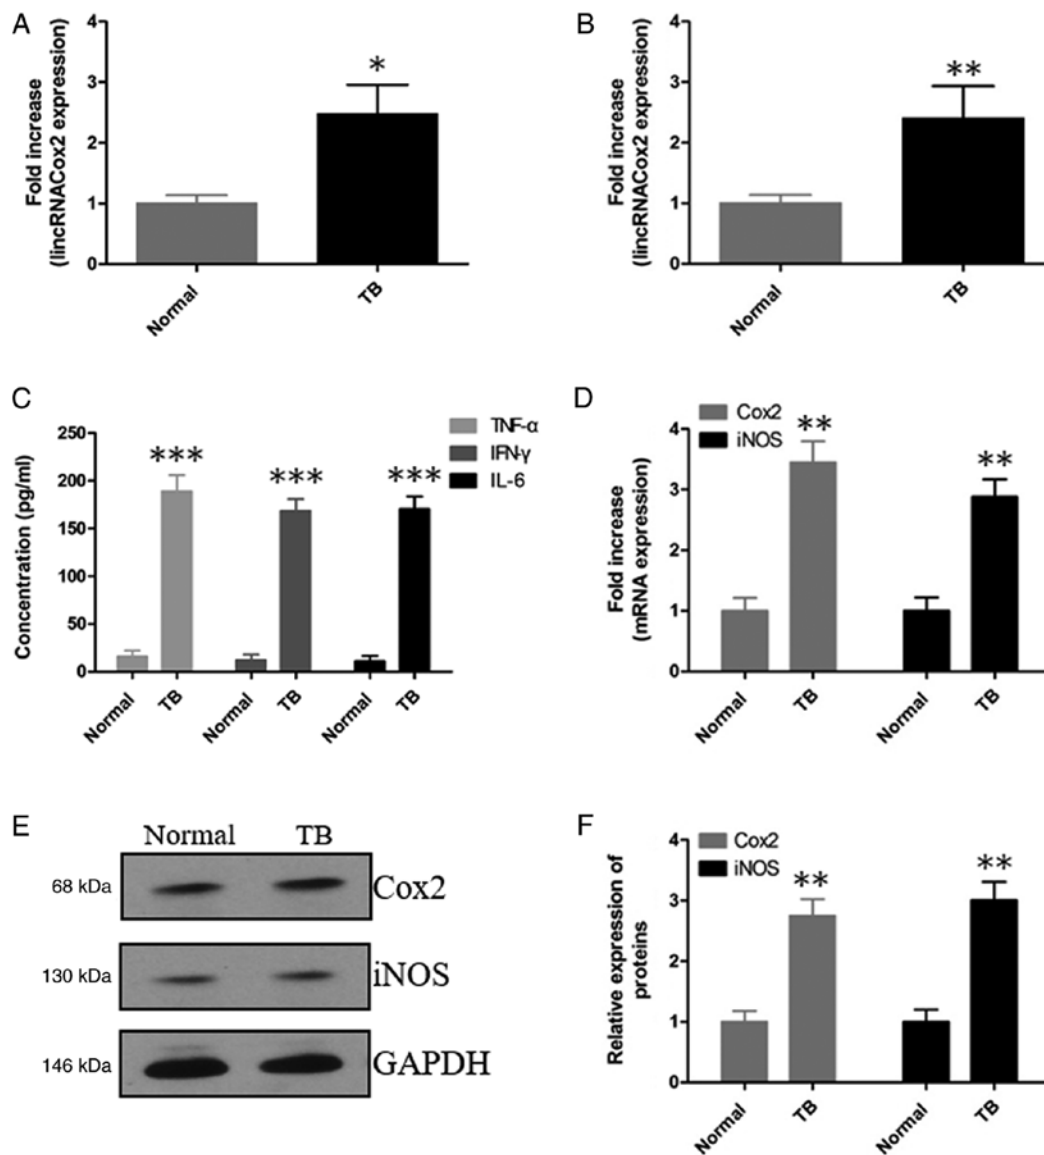 A
Fold increase
(lincRNACox2 expression)
4
3
2
1
0
*
Normal
TB
B
Fold increase
(lincRNACox2 expression)
4
3
2
1
0
**
Normal
TB
C
Concentration (pg/ml)
250
200
150
100
50
0
***
***
***
TNF-α
IFN-γ
IL-6
Normal
TB
Normal
TB
Normal
TB
D
Fold increase
(mRNA expression)
4
3
2
1
0
Cox2
iNOS
**
**
Normal
TB
Normal
TB
E
Normal TB
68 kDa Cox2
130 kDa iNOS
146 kDa GAPDH
F
Relative expression of
proteins
4
3
2
1
0
Cox2
iNOS
**
**
Normal
TB
Normal
TB